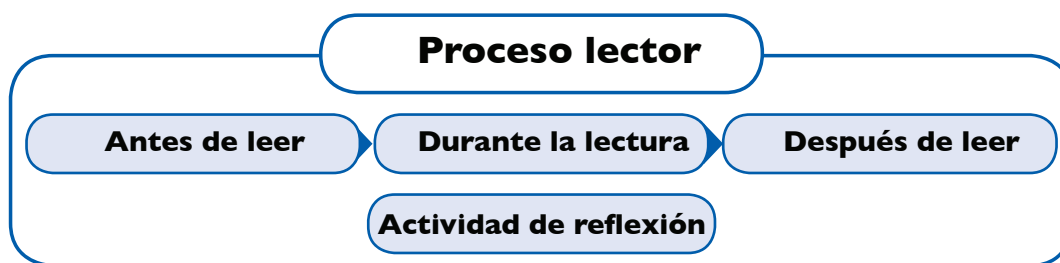 Proceso lector
Antes de leer
Durante la lectura
Después de leer
Actividad de reflexión